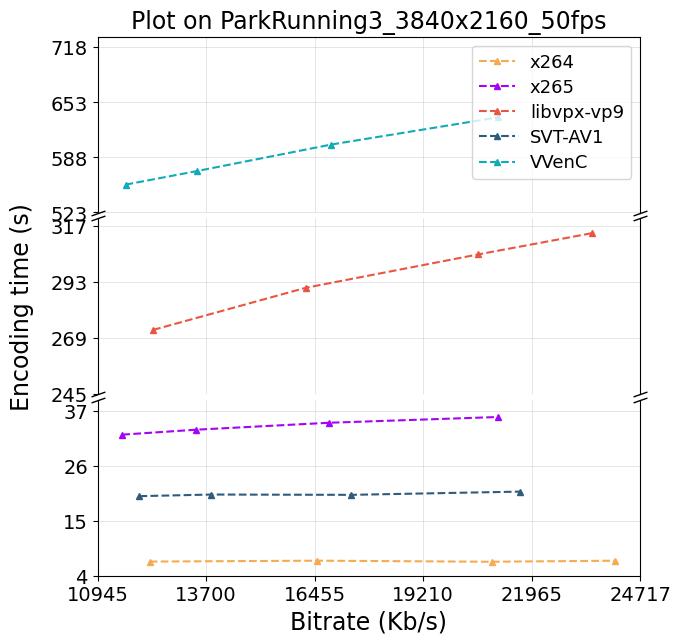 Plot on ParkRunning3_3840x2160_50fps
x264
x265
libvpx-vp9
SVT-AV1
VVenC
718
653
588
523
317
293
269
245
37
26
15
4
Encoding time (s)
10945 13700 16455 19210 21965 24717
Bitrate (Kb/s)